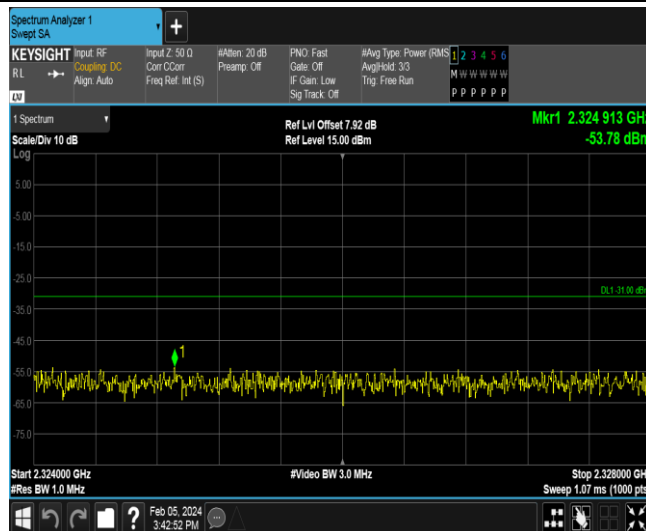 Spectrum Analyzer 1
Swept SA
+
KEYSIGHT
RL
LXI
Input: RF
Coupling: DC
Align: Auto
Input Z: 50 Ω
Corr CCorr
Freq Ref: Int (S)
#Atten: 20 dB
Preamp: Off
PNO: Fast
Gate: Off
IF Gain: Low
Sig Track: Off
#Avg Type: Power (RMS
Avg|Hold: 3/3
Trig: Free Run
1 2 3 4 5 6
M W W W W W
P P P P P P
1 Spectrum
Scale/Div 10 dB
Ref Lvl Offset 7.92 dB
Ref Level 15.00 dBm
Mkr1 2.324 913 GHz
-53.78 dBm
Log
5.00
-5.00
-15.0
-25.0
DL1 -31.00 dBm
-35.0
-45.0
1
-55.0
-65.0
-75.0
Start 2.324000 GHz
#Video BW 3.0 MHz
Stop 2.328000 GHz
#Res BW 1.0 MHz
Sweep 1.07 ms (1000 pts
?
Feb 05, 2024
3:42:52 PM